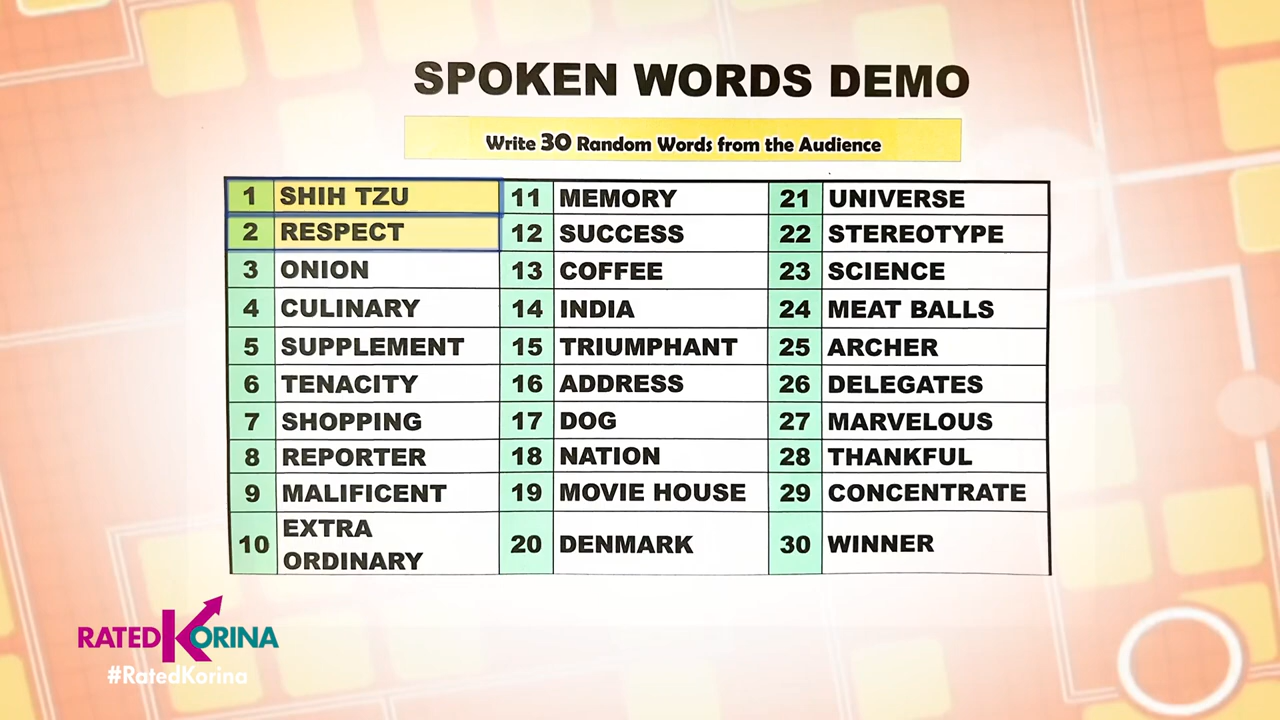 SPOKEN WORDS DEMO
Write 30 Random Words from the Audience
1 SHIH TZU 11 MEMORY 21 UNIVERSE
2 RESPECT 12 SUCCESS 22 STEREOTYPE
3 ONION 13 COFFEE 23 SCIENCE
4 CULINARY 14 INDIA 24 MEAT BALLS
5 SUPPLEMENT 15 TRIUMPHANT 25 ARCHER
6 TENACITY 16 ADDRESS 26 DELEGATES
7 SHOPPING 17 DOG 27 MARVELOUS
8 REPORTER 18 NATION 28 THANKFUL
9 MALIFICENT 19 MOVIE HOUSE 29 CONCENTRATE
10 EXTRA ORDINARY 20 DENMARK 30 WINNER
RATED KORINA
#RatedKorina